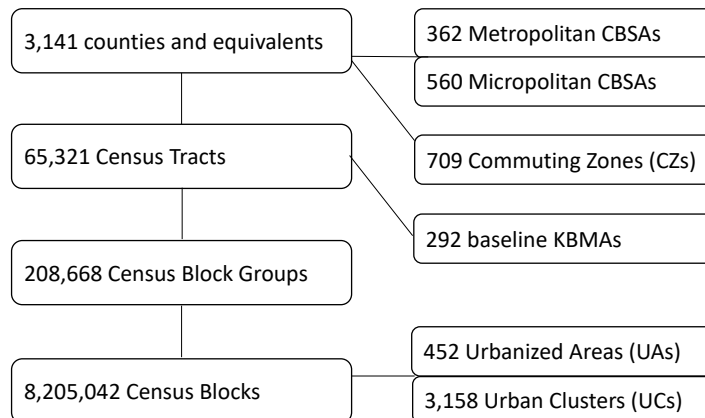 3,141 counties and equivalents
362 Metropolitan CBSAs
560 Micropolitan CBSAs
65,321 Census Tracts
709 Commuting Zones (CZs)
292 baseline KBMAs
208,668 Census Block Groups
452 Urbanized Areas (UAs)
8,205,042 Census Blocks
3,158 Urban Clusters (UCs)